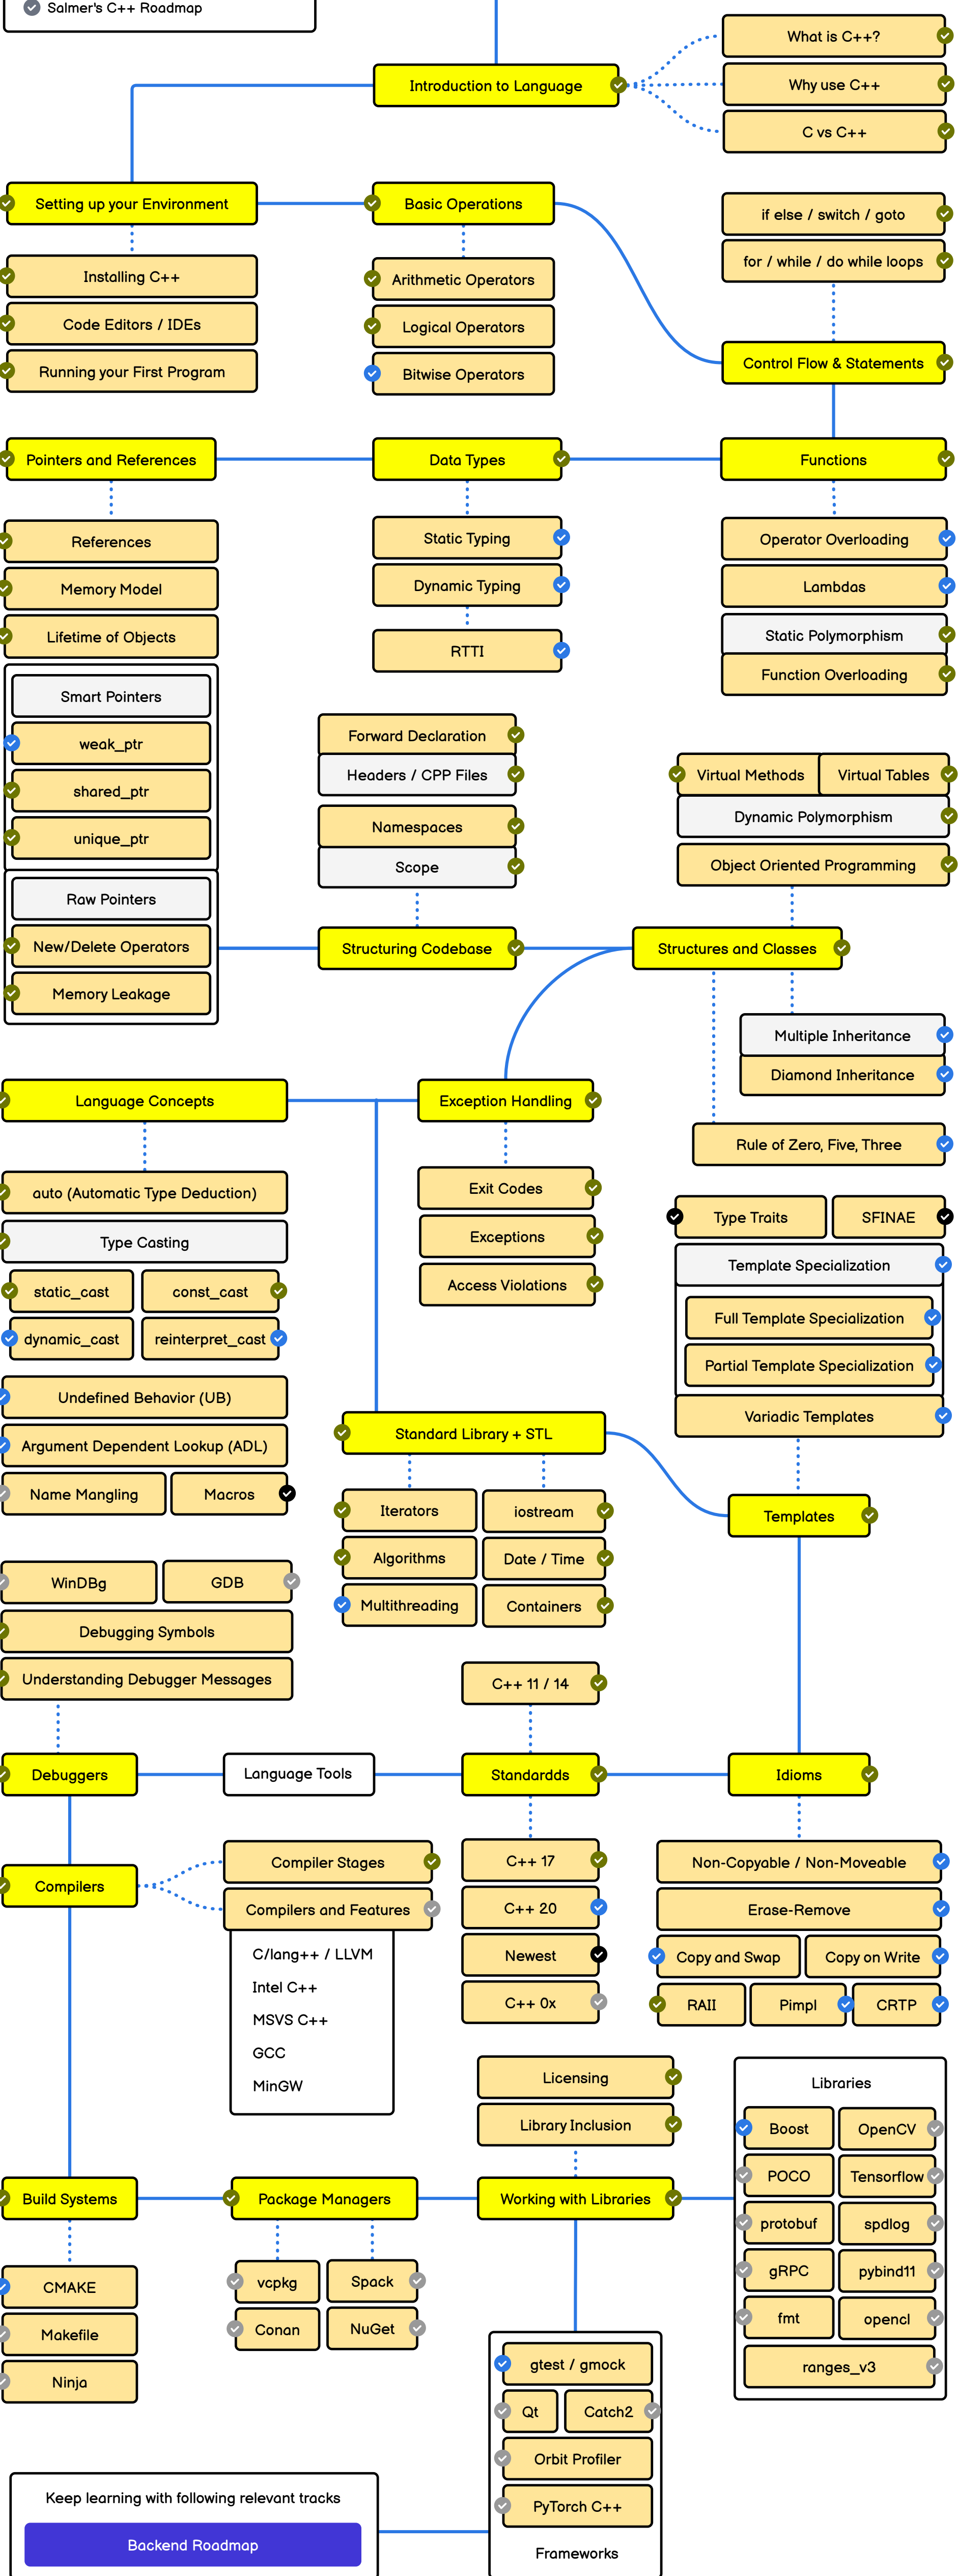 Salmer's C++ Roadmap
What is C++?
Introduction to Language
Why use C++
C vs C++
Setting up your Environment
Basic Operations
if else / switch / goto
for / while / do while loops
Installing C++
Arithmetic Operators
Code Editors / IDEs
Logical Operators
Running your First Program
Bitwise Operators
Control Flow & Statements
Pointers and References
Data Types
Functions
References
Static Typing
Operator Overloading
Memory Model
Dynamic Typing
Lambdas
Lifetime of Objects
RTTI
Static Polymorphism
Function Overloading
Smart Pointers
weak_ptr
shared_ptr
unique_ptr
Forward Declaration
Headers / CPP Files
Namespaces
Scope
Virtual Methods
Virtual Tables
Dynamic Polymorphism
Object Oriented Programming
Raw Pointers
New/Delete Operators
Memory Leakage
Structuring Codebase
Structures and Classes
Multiple Inheritance
Diamond Inheritance
Language Concepts
Exception Handling
Rule of Zero, Five, Three
auto (Automatic Type Deduction)
Type Casting
static_cast
const_cast
dynamic_cast
reinterpret_cast
Exit Codes
Exceptions
Access Violations
Type Traits
SFINAE
Template Specialization
Full Template Specialization
Partial Template Specialization
Variadic Templates
Undefined Behavior (UB)
Argument Dependent Lookup (ADL)
Name Mangling
Macros
Standard Library + STL
Iterators
iostream
Templates
Algorithms
Date / Time
Multithreading
Containers
WinDBg
GDB
Debugging Symbols
Understanding Debugger Messages
C++ 11 / 14
Debuggers
Language Tools
Standardds
Idioms
Compilers
Compiler Stages
Compilers and Features
C/lang++ / LLVM
Intel C++
MSVS C++
GCC
MinGW
C++ 17
C++ 20
Newest
C++ 0x
Non-Copyable / Non-Moveable
Erase-Remove
Copy and Swap
Copy on Write
RAII
Pimpl
CRTP
Licensing
Library Inclusion
Libraries
Boost
OpenCV
POCO
Tensorflow
protobuf
spdlog
gRPC
pybind11
fmt
opencl
ranges_v3
Build Systems
Package Managers
Working with Libraries
CMAKE
Makefile
Ninja
vcpkg
Spack
Conan
NuGet
gtest / gmock
Qt
Catch2
Orbit Profiler
PyTorch C++
Frameworks
Keep learning with following relevant tracks
Backend Roadmap